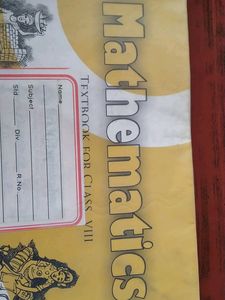 Mathematics
TEXTBOOK FOR CLASS VIII
Name
Subject
Std Div R.No